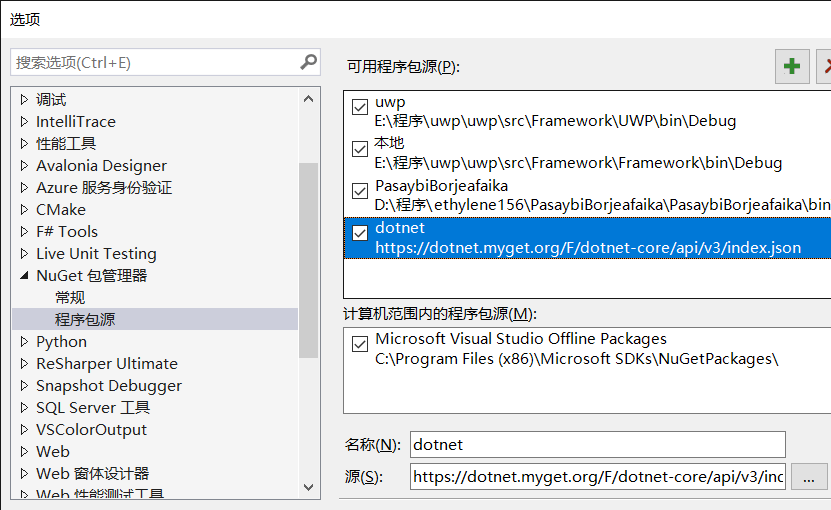 选项
搜索选项(Ctrl+E)
调试
IntelliTrace
性能工具
Avalonia Designer
Azure 服务身份验证
CMake
F# Tools
Live Unit Testing
NuGet 包管理器
常规
程序包源
Python
ReSharper Ultimate
Snapshot Debugger
SQL Server 工具
VSColorOutput
Web
Web 窗体设计器
Web 性能测试工具
可用程序包源(P):
uwp
E:\程序\uwp\uwp\src\Framework\UWP\bin\Debug
本地
E:\程序\uwp\uwp\src\Framework\Framework\bin\Debug
PasaybiBorjeafaika
D:\程序\ethylene156\PasaybiBorjeafaika\PasaybiBorjeafaika\bin
dotnet
https://dotnet.myget.org/F/dotnet-core/api/v3/index.json
计算机范围内的程序包源(M):
Microsoft Visual Studio Offline Packages
C:\Program Files (x86)\Microsoft SDKs\NuGetPackages\
名称(N):
dotnet
源(S):
https://dotnet.myget.org/F/dotnet-core/api/v3/inc
...